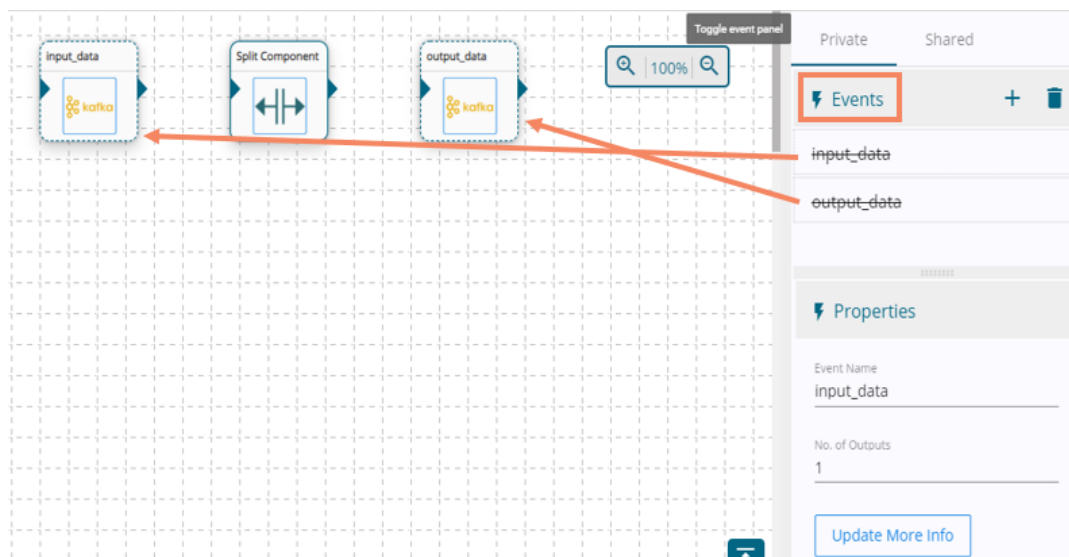 input_data
kafka
Split Component
output_data
kafka
Toggle event panel
100%
Private
Shared
Events
input_data
output_data
Properties
Event Name
input_data
No. of Outputs
1
Update More Info